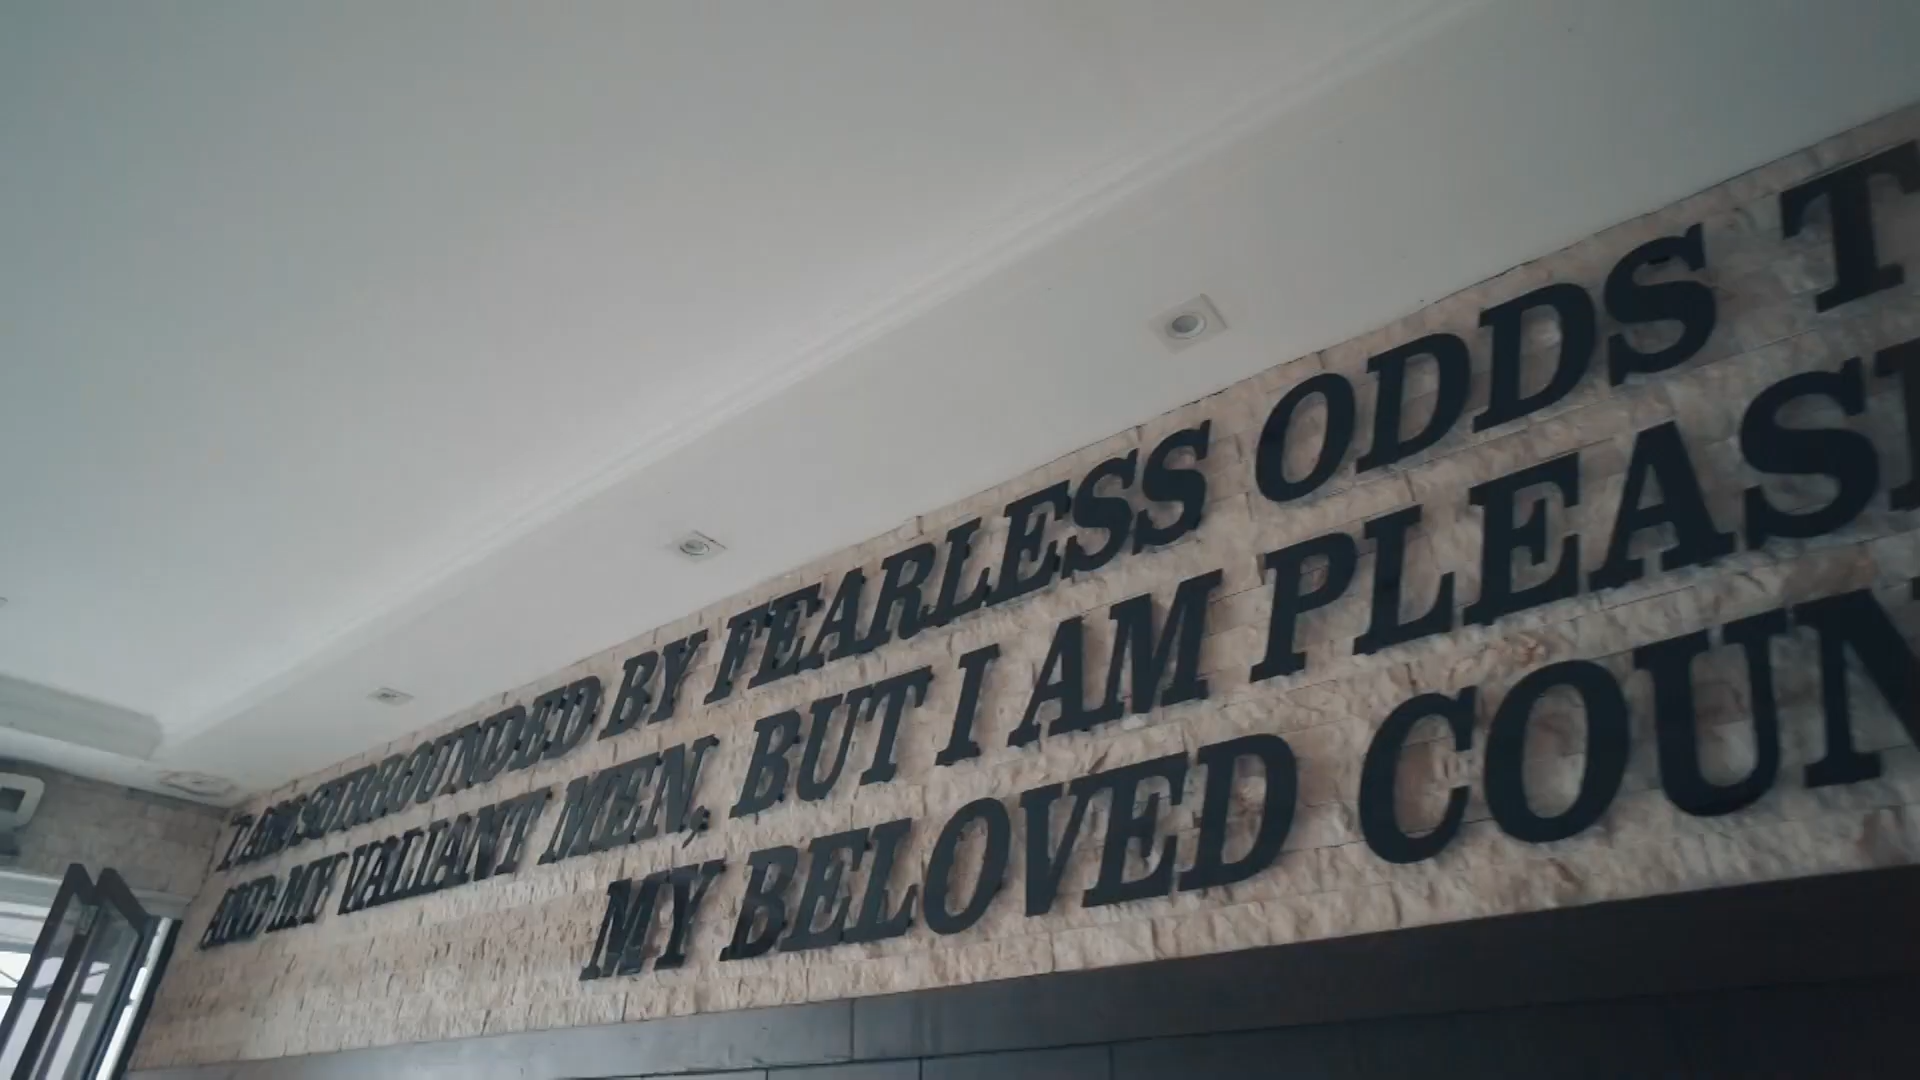 "I AM SURROUNDED BY FEARLESS ODDS T
AND MY VALIANT MEN, BUT I AM PLEAS
MY BELOVED COUN